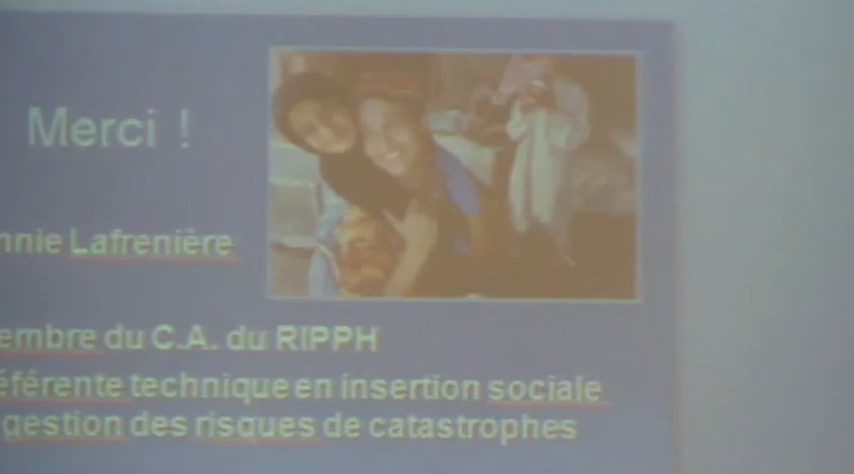 Merci !
nnie Lafrenière
embre du C.A. du RIPPH
éférente technique en insertion sociale
gestion des risques de catastrophes